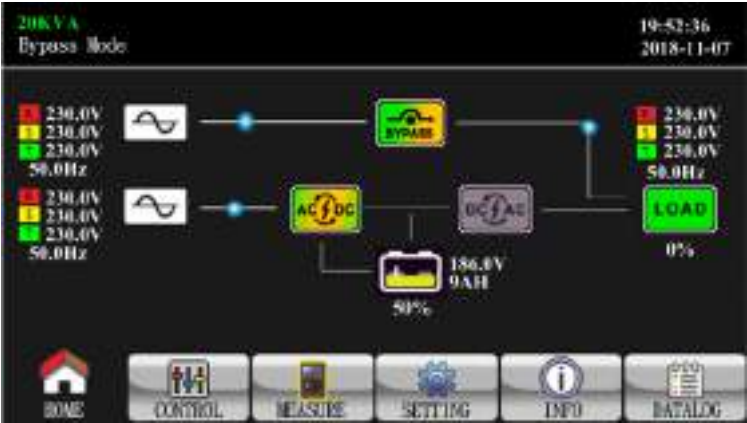 20KVA
Bypass Mode
19:52:36
2018-11-07
R 230.0V
S 230.0V
T 230.0V
50.0Hz
BYPASS
R 230.0V
S 230.0V
T 230.0V
50.0Hz
R 230.0V
S 230.0V
T 230.0V
50.0Hz
AC DC
DC AC
LOAD
0%
186.0V
9AH
50%
HOME
CONTROL
MEASURE
SETTING
INFO
DATALOG